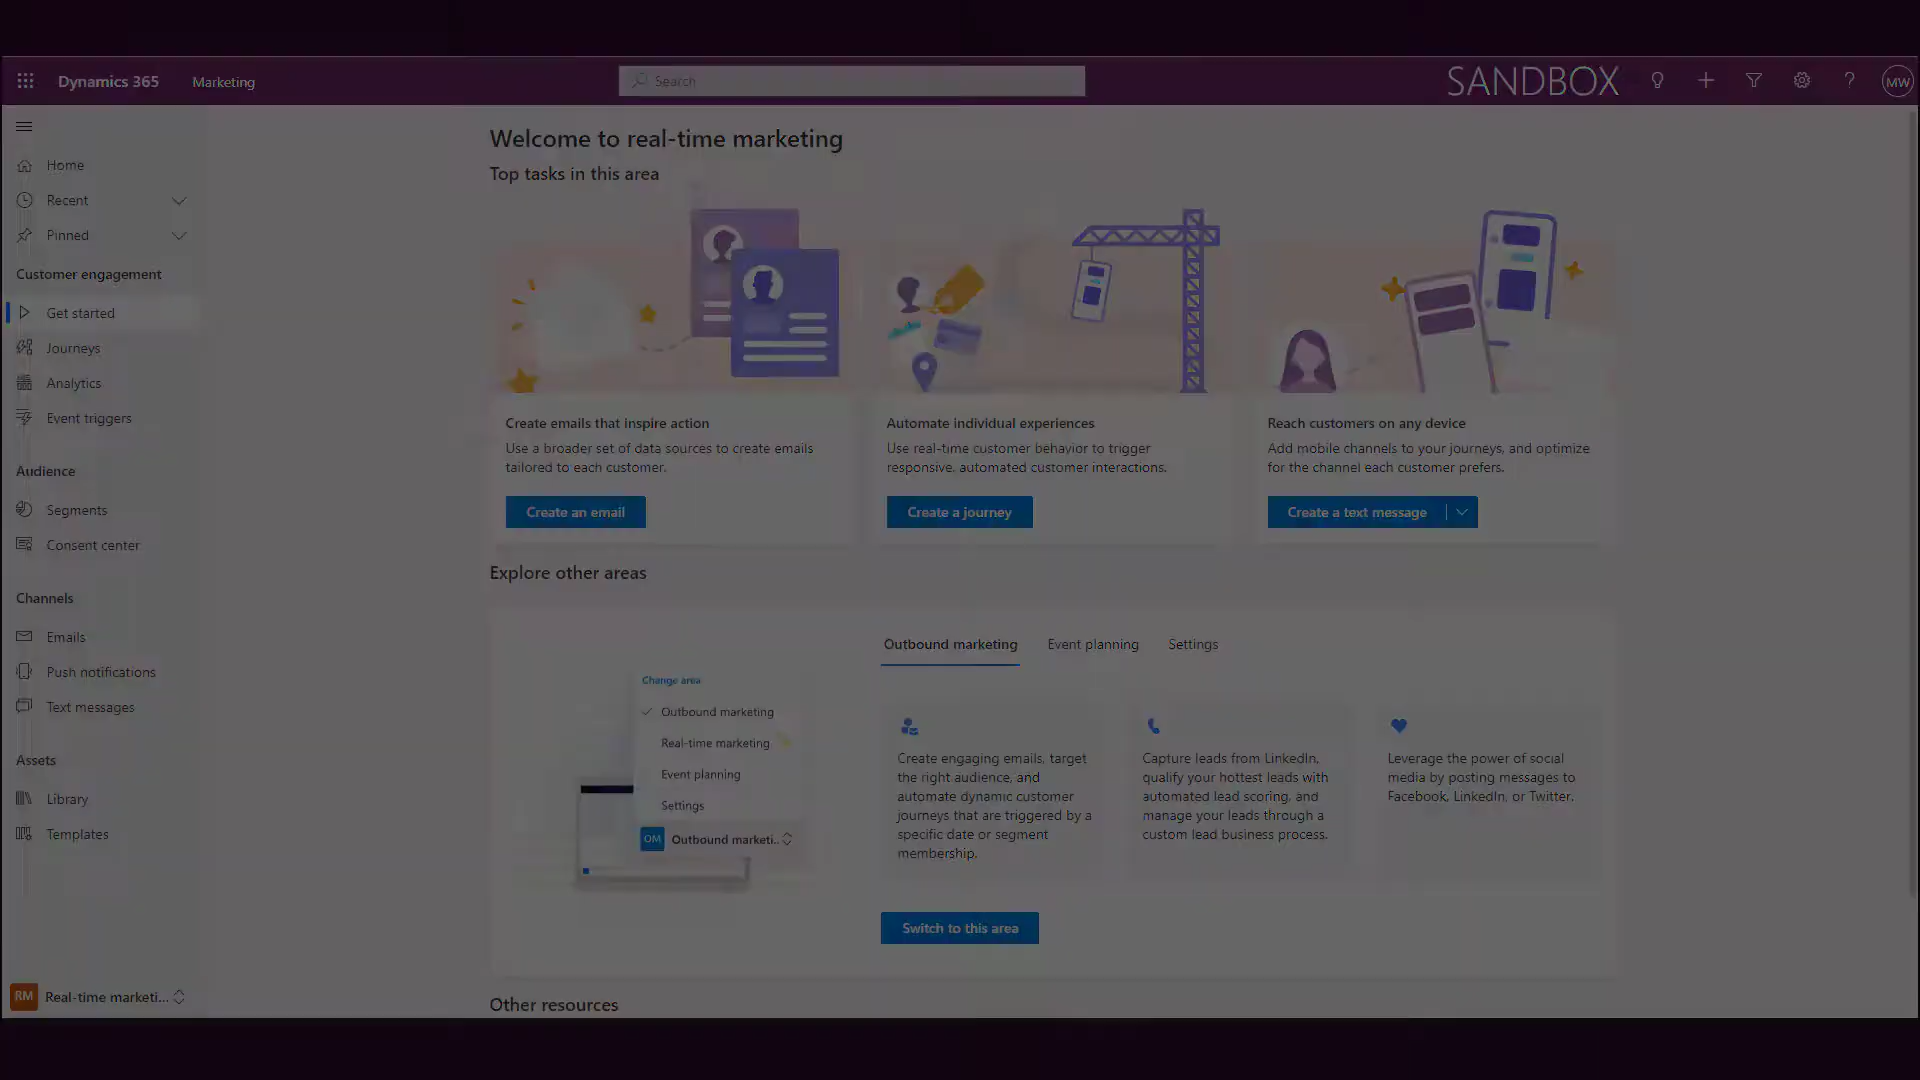 Dynamics 365
Marketing
Search
SANDBOX
MW
Home
Recent
Pinned
Customer engagement
Get started
Journeys
Analytics
Event triggers
Audience
Segments
Consent center
Channels
Emails
Push notifications
Text messages
Assets
Library
Templates
RM
Real-time marketi...
Welcome to real-time marketing
Top tasks in this area
Create emails that inspire action
Use a broader set of data sources to create emails
tailored to each customer.
Create an email
Automate individual experiences
Use real-time customer behavior to trigger
responsive, automated customer interactions.
Create a journey
Reach customers on any device
Add mobile channels to your journeys, and optimize
for the channel each customer prefers.
Create a text message
Explore other areas
Change area
Outbound marketing
Real-time marketing
Event planning
Settings
OM
Outbound marketi..
Outbound marketing
Event planning
Settings
Create engaging emails, target
the right audience, and
automate dynamic customer
journeys that are triggered by a
specific date or segment
membership.
Capture leads from LinkedIn,
qualify your hottest leads with
automated lead scoring, and
manage your leads through a
custom lead business process.
Leverage the power of social
media by posting messages to
Facebook, LinkedIn, or Twitter.
Switch to this area
Other resources